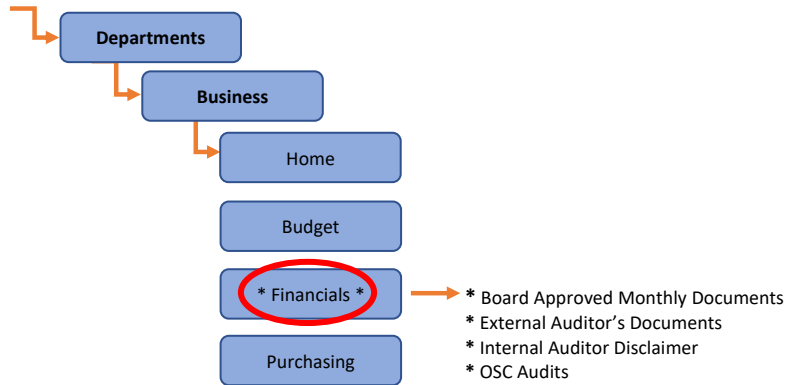 Departments
Business
Home
Budget
* Financials *
* Board Approved Monthly Documents
* External Auditor’s Documents
* Internal Auditor Disclaimer
* OSC Audits
Purchasing